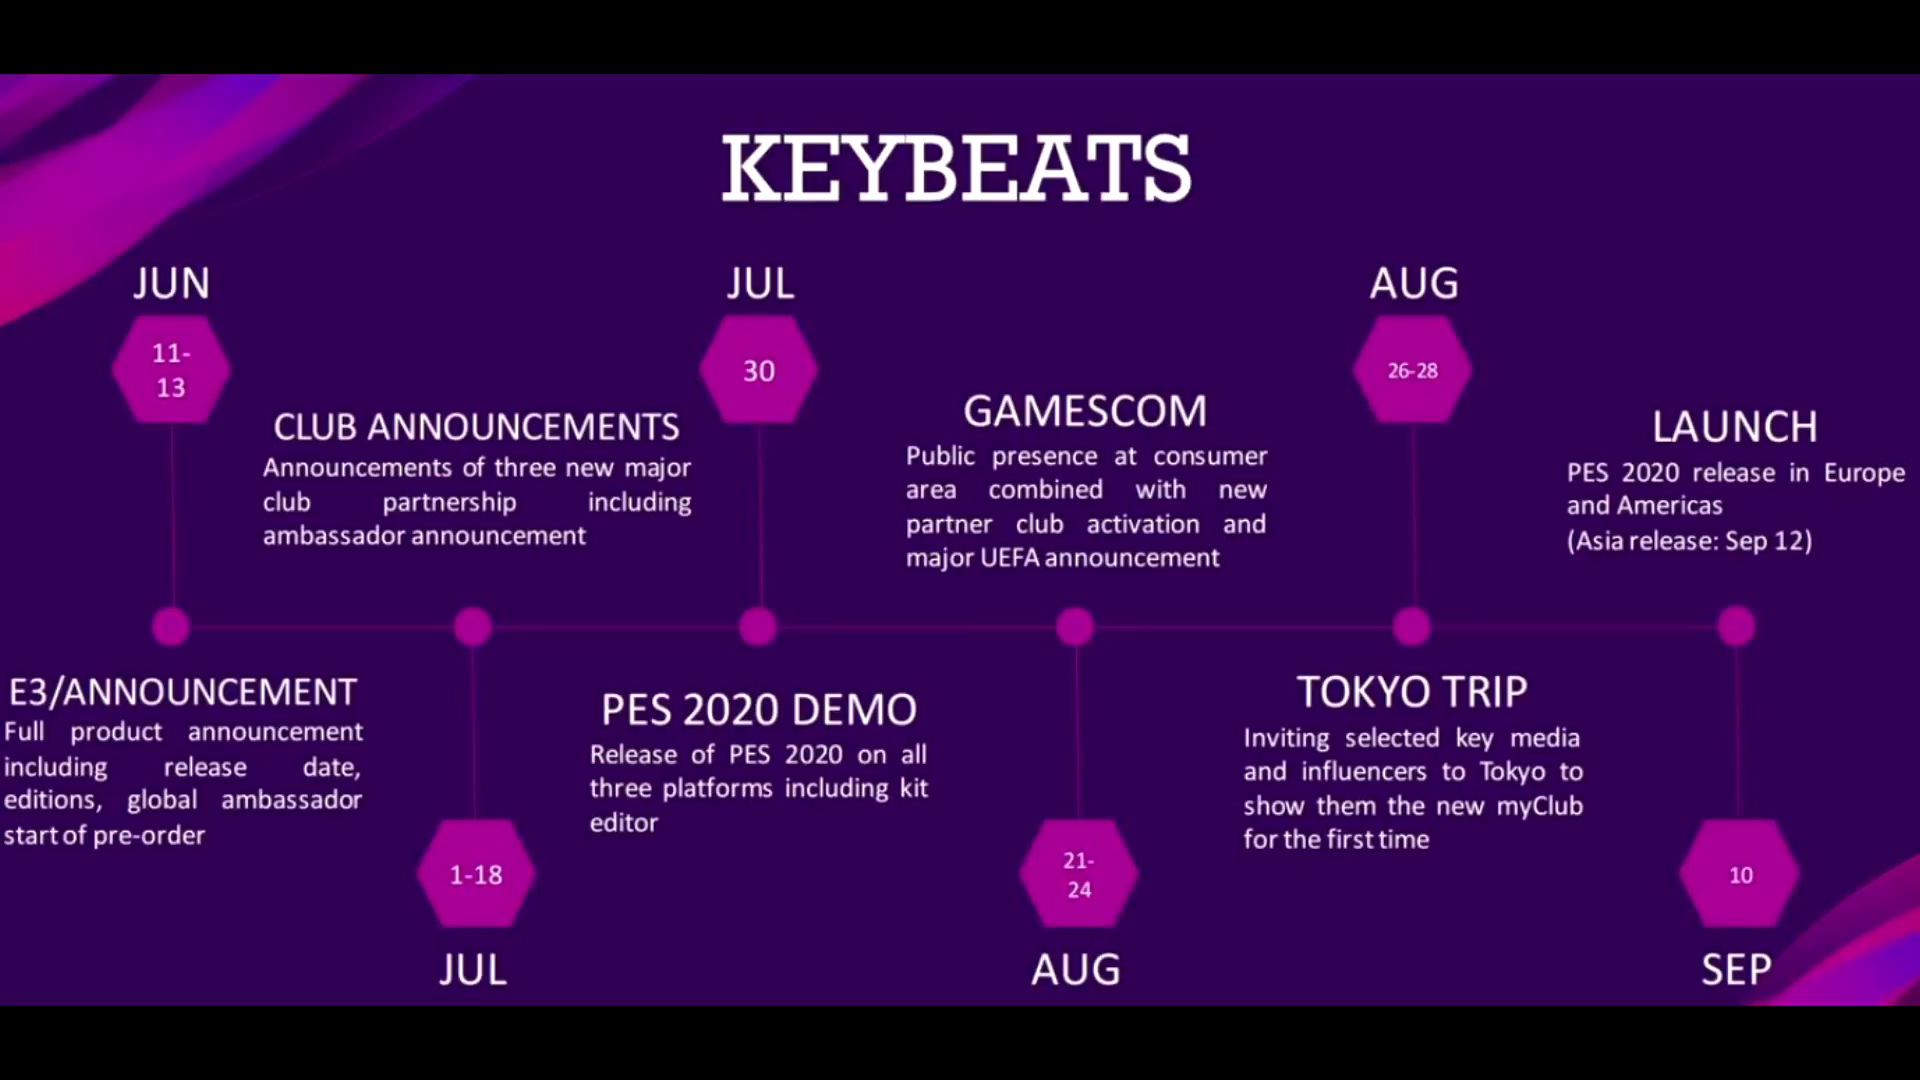 KEYBEATS
JUN
11-
13
E3/ANNOUNCEMENT
Full product announcement
including release date,
editions, global ambassador
start of pre-order
CLUB ANNOUNCEMENTS
Announcements of three new major
club partnership including
ambassador announcement
1-18
JUL
JUL
30
PES 2020 DEMO
Release of PES 2020 on all
three platforms including kit
editor
GAMESCOM
Public presence at consumer
area combined with new
partner club activation and
major UEFA announcement
21-
24
AUG
AUG
26-28
TOKYO TRIP
Inviting selected key media
and influencers to Tokyo to
show them the new myClub
for the first time
LAUNCH
PES 2020 release in Europe
and Americas
(Asia release: Sep 12)
10
SEP